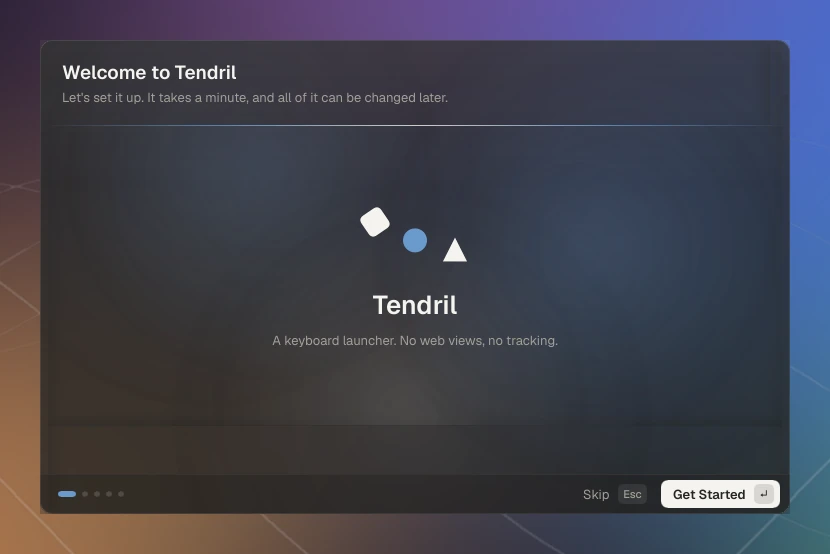 Welcome to Tendril
Let's set it up. It takes a minute, and all of it can be changed later.
Tendril
A keyboard launcher. No web views, no tracking.
Skip Esc Get Started ↵